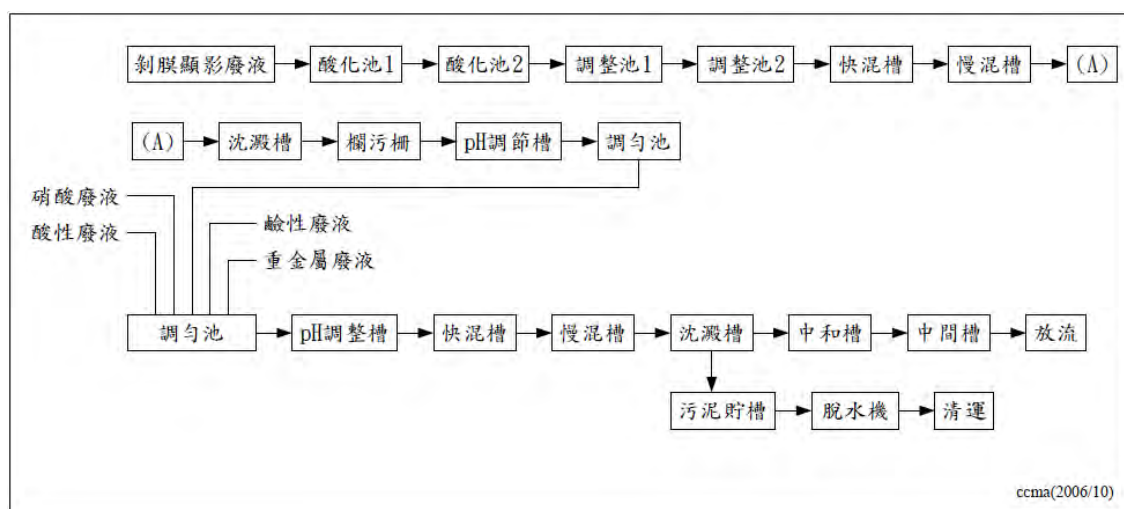 剝膜顯影廢液 酸化池1 酸化池2 調整池1 調整池2 快混槽 慢混槽 (A)
(A) 沈澱槽 欄污柵 pH調節槽 調勻池
硝酸廢液
酸性廢液
鹼性廢液
重金屬廢液
調勻池 pH調整槽 快混槽 慢混槽 沈澱槽 中和槽 中間槽 放流
污泥貯槽 脫水機 清運
ccma(2006/10)